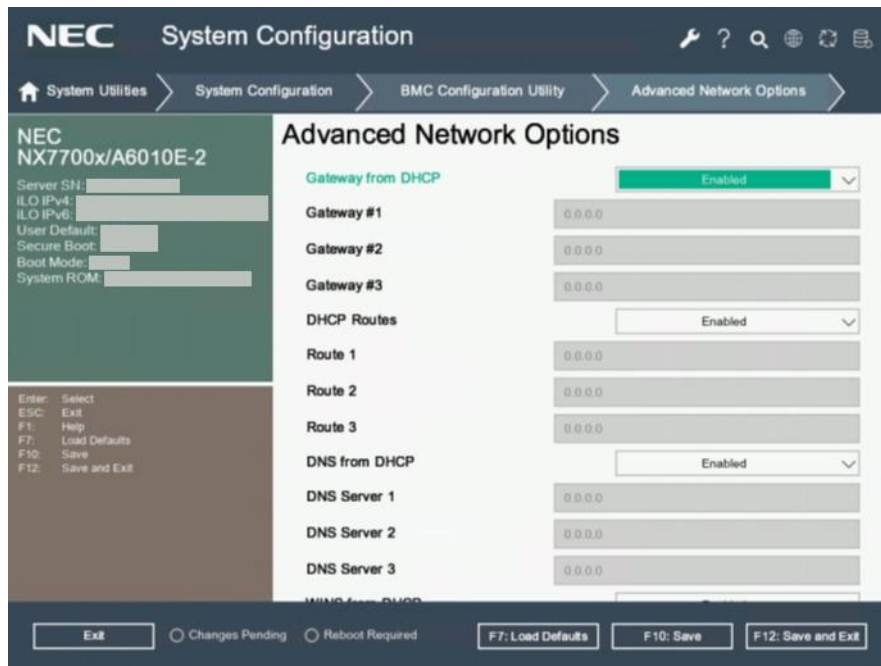 NEC System Configuration
System Utilities System Configuration BMC Configuration Utility Advanced Network Options
NEC
NX7700x/A6010E-2
Server SN:
iLO IPv4:
iLO IPv6:
User Default:
Secure Boot:
Boot Mode:
System ROM:
Enter: Select
ESC: Exit
F1: Help
F7: Load Defaults
F10: Save
F12: Save and Exit
Advanced Network Options
Gateway from DHCP Enabled
Gateway #1 0.0.0.0
Gateway #2 0.0.0.0
Gateway #3 0.0.0.0
DHCP Routes Enabled
Route 1 0.0.0.0
Route 2 0.0.0.0
Route 3 0.0.0.0
DNS from DHCP Enabled
DNS Server 1 0.0.0.0
DNS Server 2 0.0.0.0
DNS Server 3 0.0.0.0
WINS from DHCP
Exit Changes Pending Reboot Required F7: Load Defaults F10: Save F12: Save and Exit